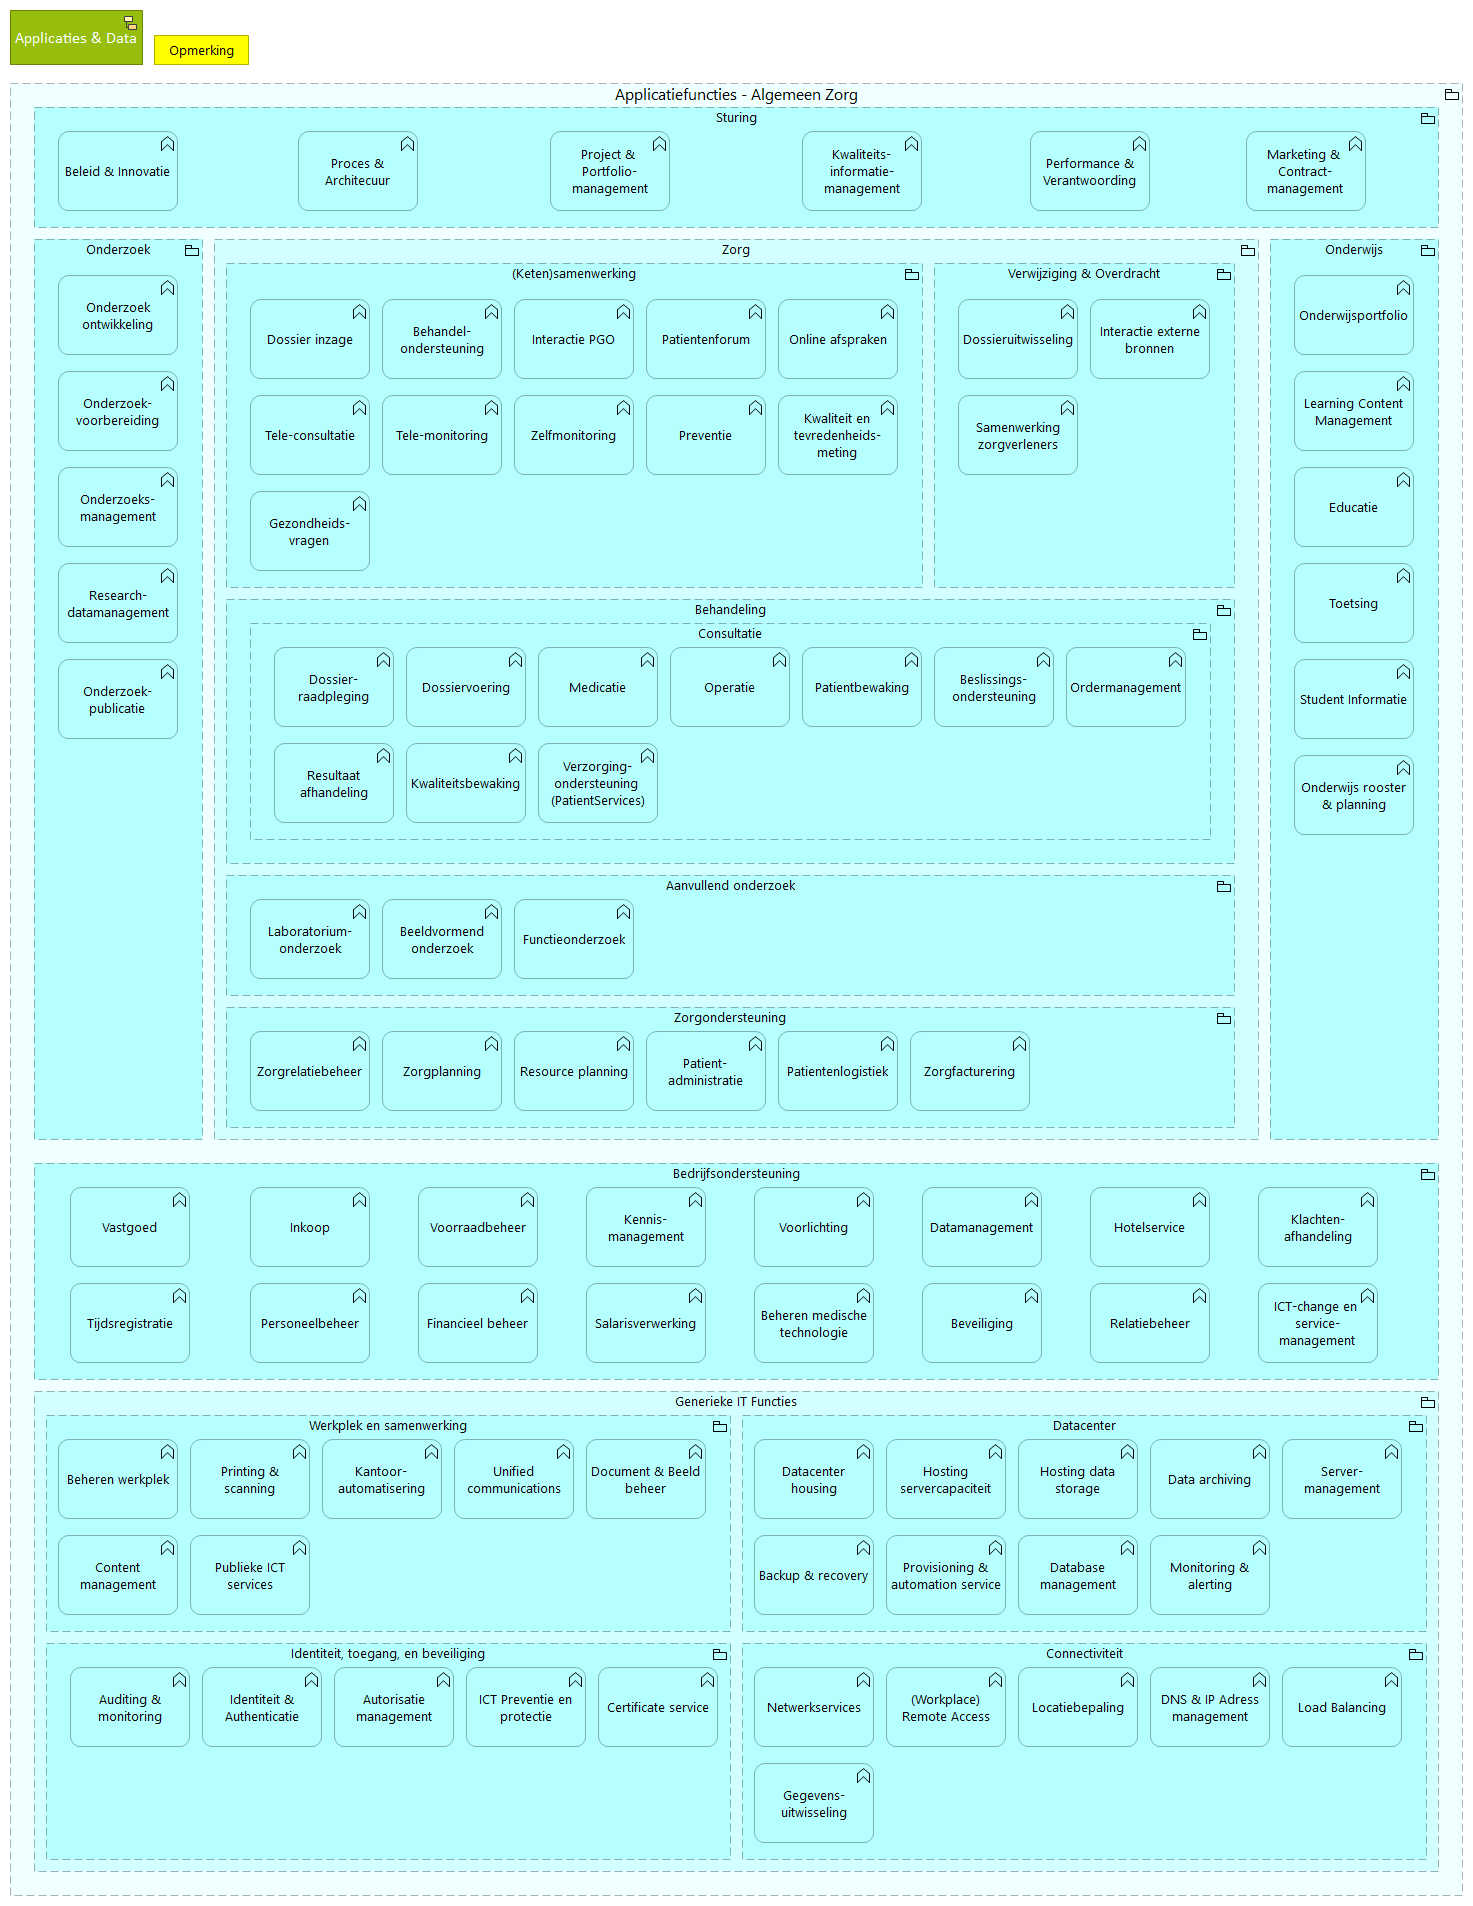 Applicaties & Data
Opmerking
Applicatiefuncties - Algemeen Zorg
Sturing
Beleid & Innovatie
Proces &
Architecuur
Project &
Portfolio-
management
Kwaliteits-
informatie-
management
Performance &
Verantwoording
Marketing &
Contract-
management
Onderzoek
Onderzoek
ontwikkeling
Onderzoek-
voorbereiding
Onderzoeks-
management
Research-
datamanagement
Onderzoek-
publicatie
Zorg
(Keten)samenwerking
Dossier inzage
Behandel-
ondersteuning
Interactie PGO
Patientenforum
Online afspraken
Tele-consultatie
Tele-monitoring
Zelfmonitoring
Preventie
Kwaliteit en
tevredenheids-
meting
Gezondheids-
vragen
Verwijziging & Overdracht
Dossieruitwisseling
Interactie externe
bronnen
Samenwerking
zorgverleners
Behandeling
Consultatie
Dossier-
raadpleging
Dossiervoering
Medicatie
Operatie
Patientbewaking
Beslissings-
ondersteuning
Ordermanagement
Resultaat
afhandeling
Kwaliteitsbewaking
Verzorging-
ondersteuning
(PatientServices)
Aanvullend onderzoek
Laboratorium-
onderzoek
Beeldvormend
onderzoek
Functieonderzoek
Zorgondersteuning
Zorgrelatiebeheer
Zorgplanning
Resource planning
Patient-
administratie
Patientenlogistiek
Zorgfacturering
Onderwijs
Onderwijsportfolio
Learning Content
Management
Educatie
Toetsing
Student Informatie
Onderwijs rooster
& planning
Bedrijfsondersteuning
Vastgoed
Inkoop
Voorraadbeheer
Kennis-
management
Voorlichting
Datamanagement
Hotelservice
Klachten-
afhandeling
Tijdsregistratie
Personeelbeheer
Financieel beheer
Salarisverwerking
Beheren medische
technologie
Beveiliging
Relatiebeheer
ICT-change en
service-
management
Generieke IT Functies
Werkplek en samenwerking
Beheren werkplek
Printing &
scanning
Kantoor-
automatisering
Unified
communications
Document & Beeld
beheer
Content
management
Publieke ICT
services
Datacenter
Datacenter
housing
Hosting
servercapaciteit
Hosting data
storage
Data archiving
Server-
management
Backup & recovery
Provisioning &
automation service
Database
management
Monitoring &
alerting
Identiteit, toegang, en beveiliging
Auditing &
monitoring
Identiteit &
Authenticatie
Autorisatie
management
ICT Preventie en
protectie
Certificate service
Connectiviteit
Netwerkservices
(Workplace)
Remote Access
Locatiebepaling
DNS & IP Adress
management
Load Balancing
Gegevens-
uitwisseling